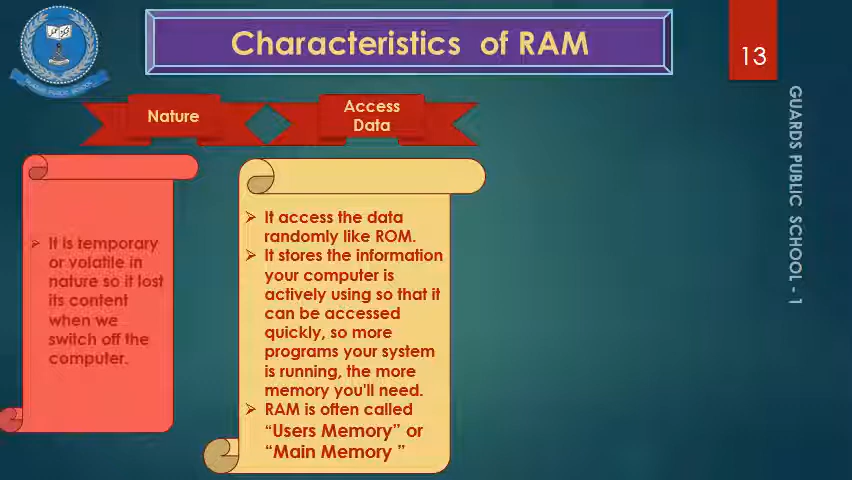 Characteristics of RAM
13
Nature
Access
Data
It is temporary
or volatile in
nature so it lost
its content
when we
switch off the
computer.
It access the data
randomly like ROM.
It stores the information
your computer is
actively using so that it
can be accessed
quickly, so more
programs your system
is running, the more
memory you'll need.
RAM is often called
“Users Memory” or
“Main Memory ”
GUARDS PUBLIC SCHOOL - 1